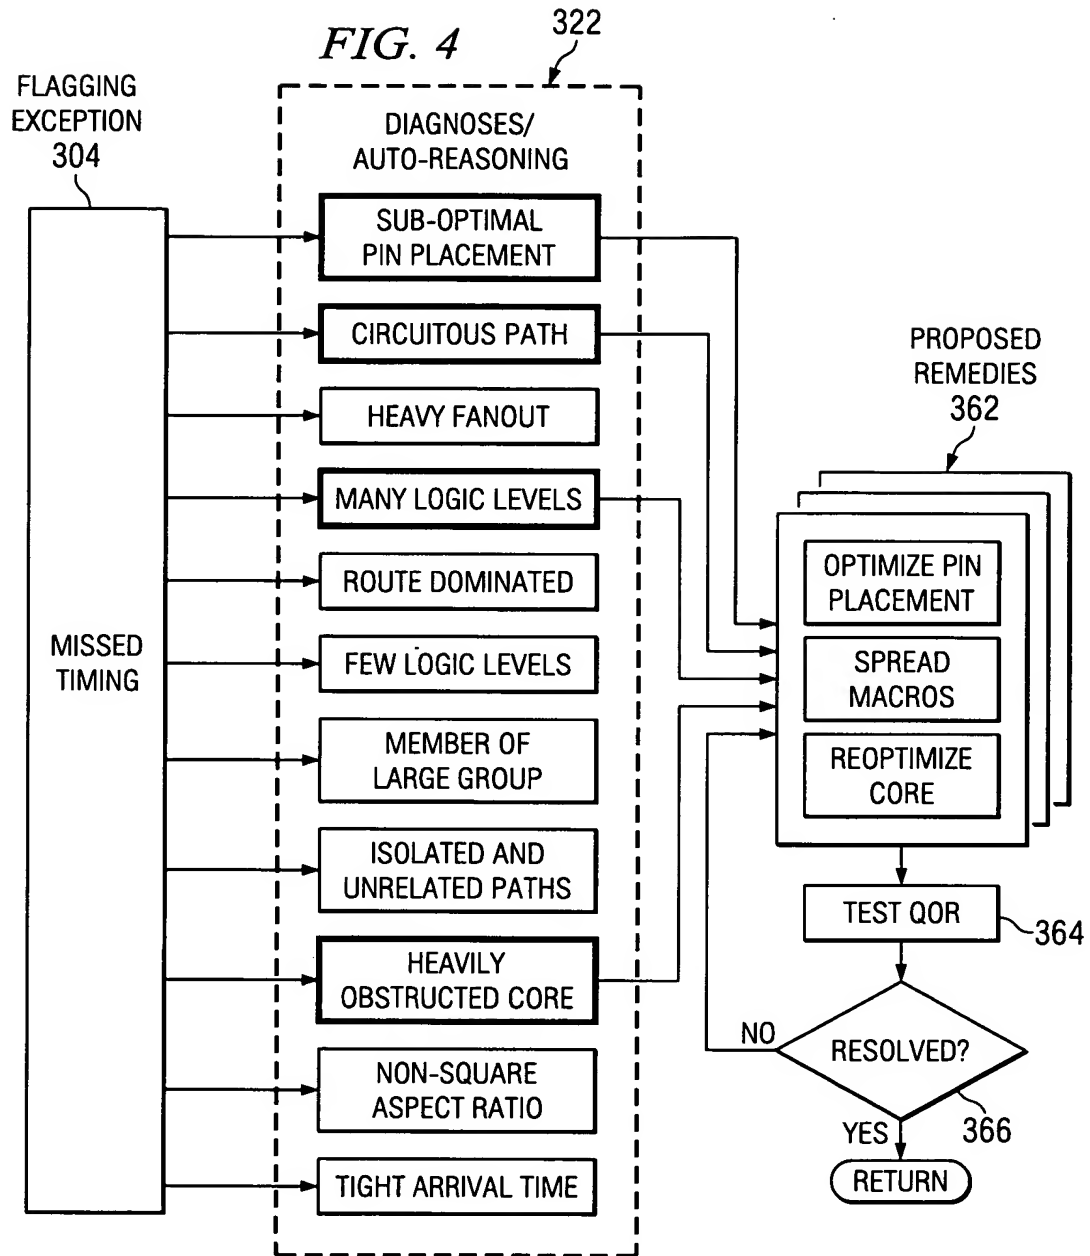 FIG. 4
322
FLAGGING
EXCEPTION
304
DIAGNOSES/
AUTO-REASONING
SUB-OPTIMAL
PIN PLACEMENT
CIRCUITOUS PATH
HEAVY FANOUT
MANY LOGIC LEVELS
ROUTE DOMINATED
FEW LOGIC LEVELS
MEMBER OF
LARGE GROUP
ISOLATED AND
UNRELATED PATHS
HEAVILY
OBSTRUCTED CORE
NON-SQUARE
ASPECT RATIO
TIGHT ARRIVAL TIME
MISSED
TIMING
PROPOSED
REMEDIES
362
OPTIMIZE PIN
PLACEMENT
SPREAD
MACROS
REOPTIMIZE
CORE
TEST QOR
364
NO
RESOLVED?
366
YES
RETURN